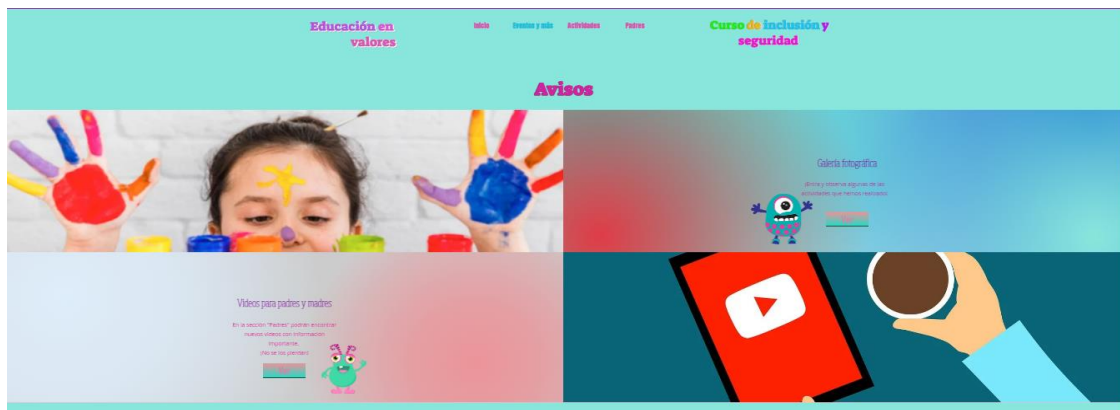 Educación en
valores
Inicio
Eventos y más
Actividades
Padres
Curso de inclusión y
seguridad
Avisos
Galería fotográfica
¡Entra y observa algunas de las
actividades que hemos realizado!
Videos para padres y madres
En la sección "Padres" podrán encontrar
nuevos videos con información
importante.
¡No se los pierdan!